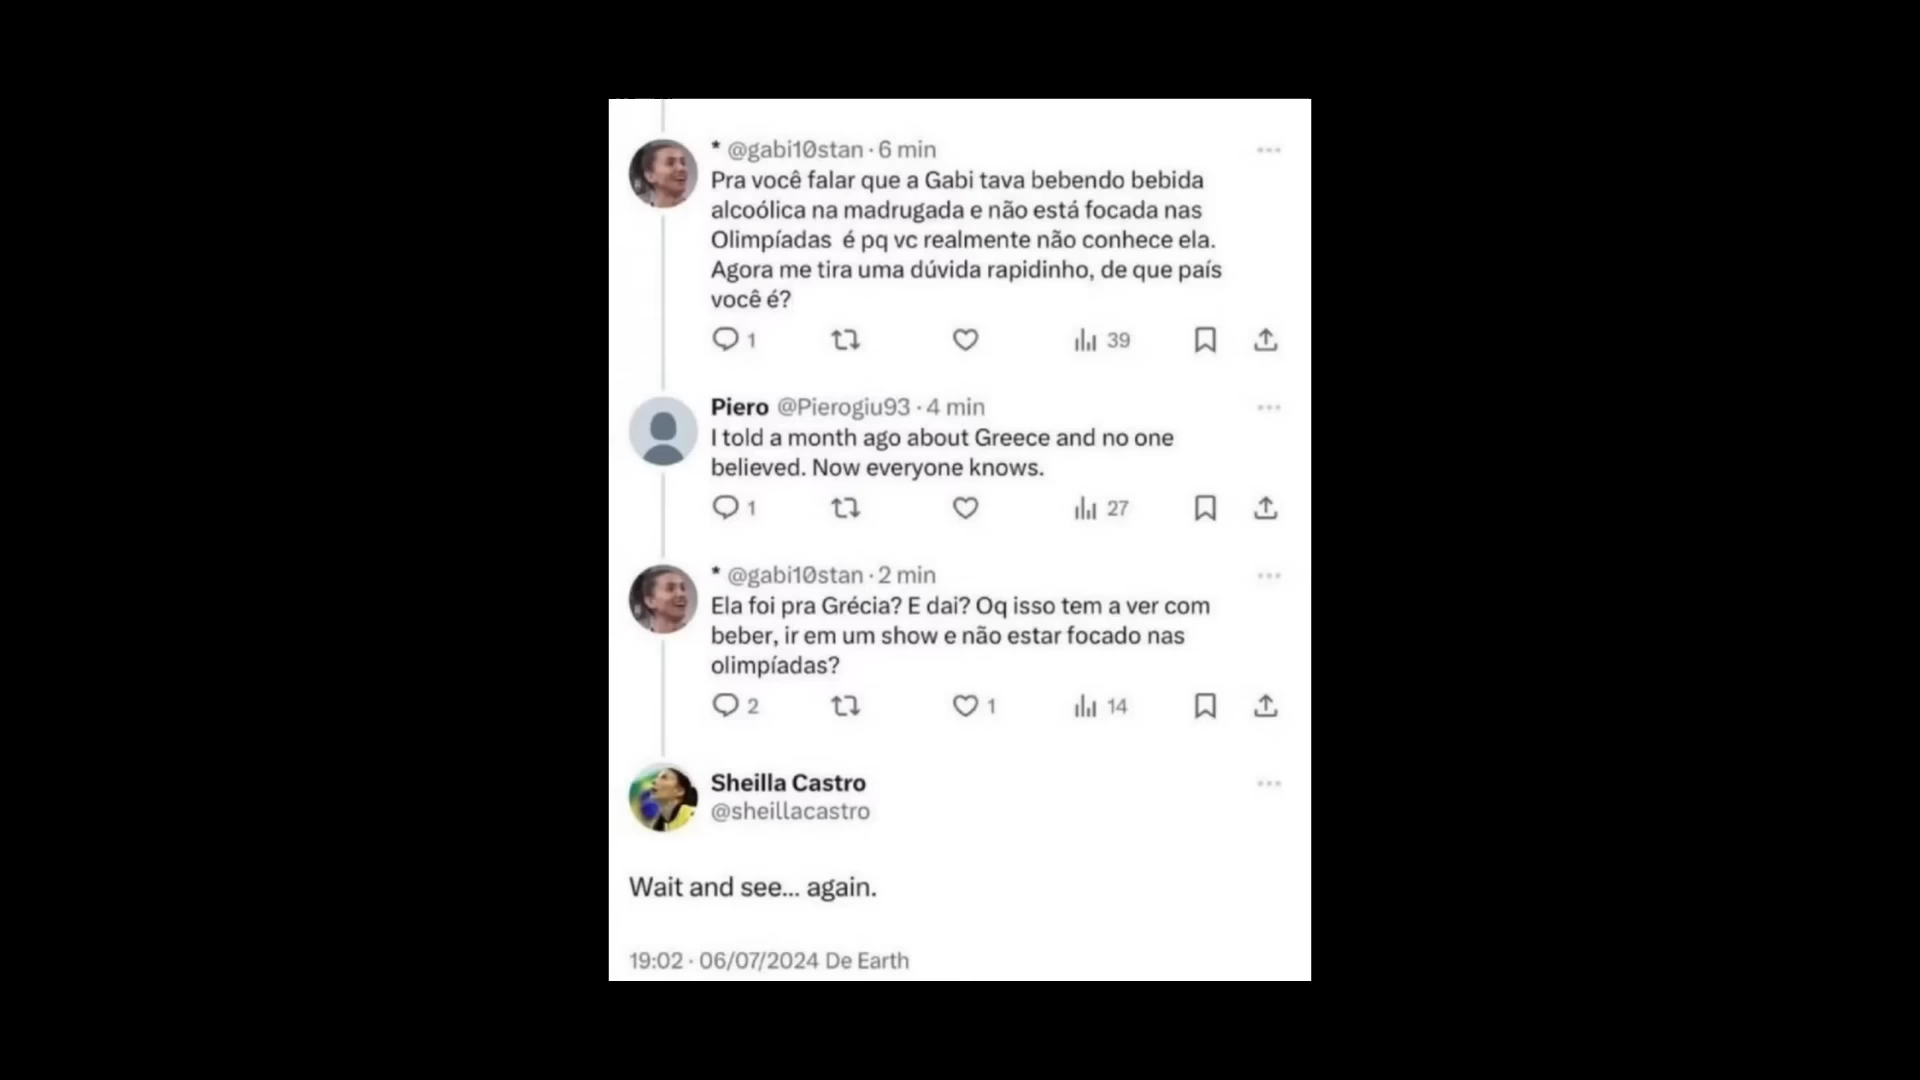 * @gabi10stan · 6 min
Pra você falar que a Gabi tava bebendo bebida
alcoólica na madrugada e não está focada nas
Olimpíadas é pq vc realmente não conhece ela.
Agora me tira uma dúvida rapidinho, de que país
você é?
1 39
Piero @Pierogiu93 · 4 min
I told a month ago about Greece and no one
believed. Now everyone knows.
1 27
* @gabi10stan · 2 min
Ela foi pra Grécia? E dai? Oq isso tem a ver com
beber, ir em um show e não estar focado nas
olimpíadas?
2 1 14
Sheilla Castro
@sheillacastro
Wait and see... again.
19:02 · 06/07/2024 De Earth